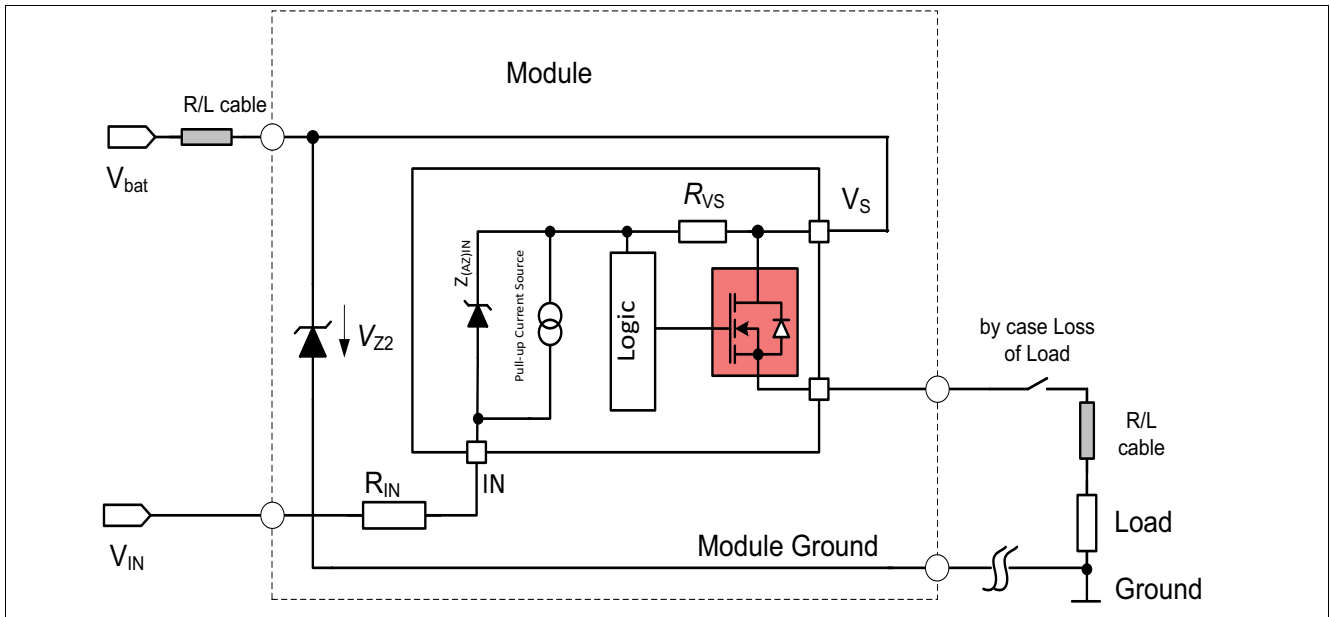 Module
R/L cable
V_bat
R_VS
V_S
Z_(AZ)IN
Pull-up Current Source
Logic
V_Z2
by case Loss
of Load
R/L
cable
R_IN
IN
V_IN
Module Ground
Load
Ground